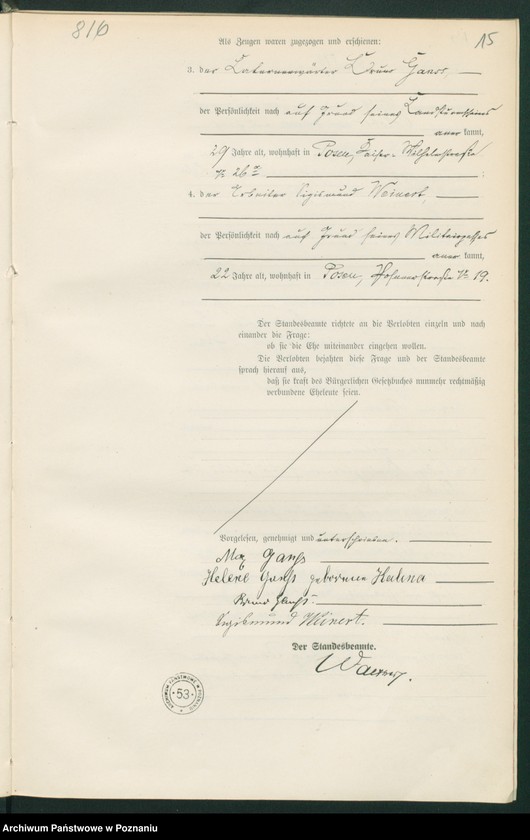 816
15
Als Zeugen waren zugezogen und erschienen:
3. der Laternenwärter Bruno Ganss
der Persönlichkeit nach auf Grund seines Landsturmscheins
anerkannt,
29 Jahre alt, wohnhaft in Posen, Kaiser-Wilhelmstraße
№ 26
4. der Arbeiter Sigismund Weinert,
der Persönlichkeit nach auf Grund seines Militärpasses
anerkannt,
22 Jahre alt, wohnhaft in Posen, № 19.
Der Standesbeamte richtete an die Verlobten einzeln und nach
einander die Frage:
ob sie die Ehe miteinander eingehen wollen.
Die Verlobten bejahten diese Frage und der Standesbeamte
sprach hierauf aus,
daß sie kraft des Bürgerlichen Gesetzbuches nunmehr rechtmäßig
verbundene Eheleute seien.
Vorgelesen, genehmigt und unterschrieben.
Max Ganss
Helene Ganss geborene
Bruno Ganss.
Sigismund Weinert.
Der Standesbeamte.
ARCHIWUM PAŃSTWOWE W POZNANIU
53
Archiwum Państwowe w Poznaniu